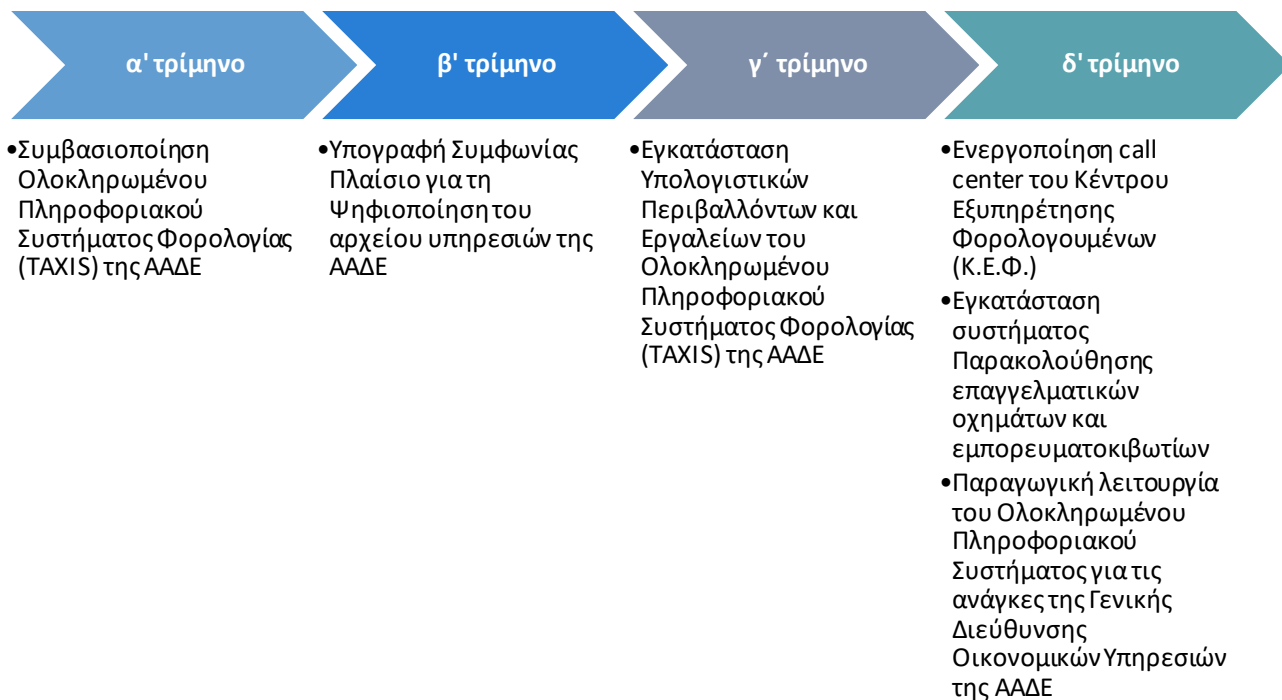 α' τρίμηνο
β' τρίμηνο
γ΄ τρίμηνο
δ' τρίμηνο
•Συμβασιοποίηση
Ολοκληρωμένου
Πληροφοριακού
Συστήματος Φορολογίας
(TAXIS) της ΑΑΔΕ
•Υπογραφή Συμφωνίας
Πλαίσιο για τη
Ψηφιοποίηση του
αρχείου υπηρεσιών της
ΑΑΔΕ
•Εγκατάσταση
Υπολογιστικών
Περιβαλλόντων και
Εργαλείων του
Ολοκληρωμένου
Πληροφοριακού
Συστήματος Φορολογίας
(TAXIS) της ΑΑΔΕ
•Ενεργοποίηση call
center του Κέντρου
Εξυπηρέτησης
Φορολογουμένων
(Κ.Ε.Φ.)
•Εγκατάσταση
συστήματος
Παρακολούθησης
επαγγελματικών
οχημάτων και
εμπορευματοκιβωτίων
•Παραγωγική λειτουργία
του Ολοκληρωμένου
Πληροφοριακού
Συστήματος για τις
ανάγκες της Γενικής
Διεύθυνσης
Οικονομικών Υπηρεσιών
της ΑΑΔΕ